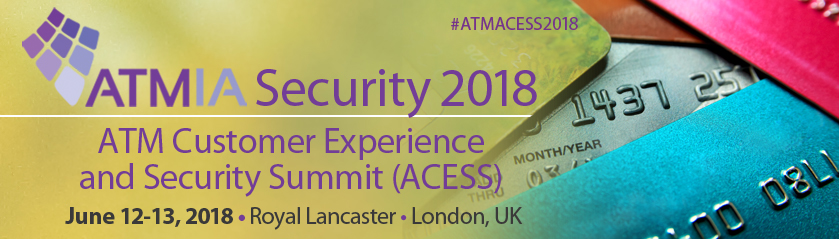 #ATMACESS2018
ATMIA Security 2018
ATM Customer Experience
and Security Summit (ACESS)
June 12-13, 2018 • Royal Lancaster • London, UK
1437
MONTH/YEAR
THRU